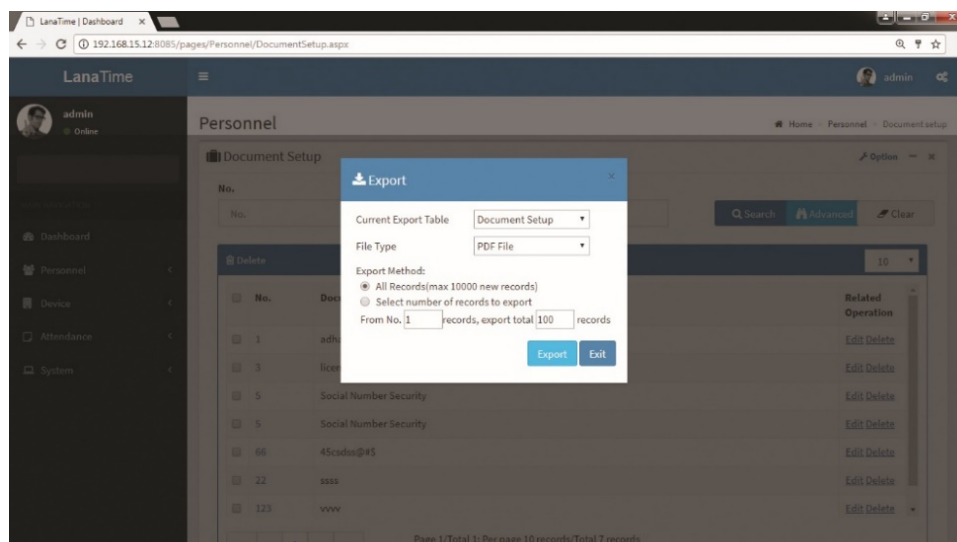 LanaTime | Dashboard
192.168.15.12:8085/pages/Personnel/DocumentSetup.aspx
LanaTime
admin
admin
Online
Personnel
Home
Personnel
Document setup
Document Setup
Option
No.
No.
Search
Advanced
Clear
Dashboard
Personnel
Device
Attendance
System
Delete
10
No.
Related
Operation
1
Edit Delete
3
Edit Delete
5 Social Number Security Edit Delete
5 Social Number Security Edit Delete
66 45csdss@#$ Edit Delete
22 ssss Edit Delete
123 vvvv Edit Delete
Page 1/Total 1: Per page 10 records/Total 7 records
Export
Current Export Table Document Setup
File Type PDF File
Export Method:
All Records(max 10000 new records)
Select number of records to export
From No. 1 records, export total 100 records
Export Exit